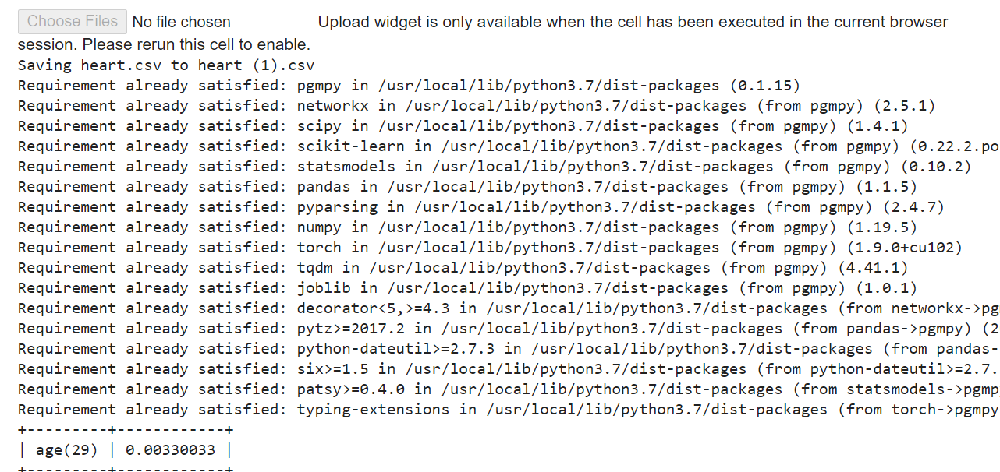 Choose Files No file chosen Upload widget is only available when the cell has been executed in the current browser
session. Please rerun this cell to enable.
Saving heart.csv to heart (1).csv
Requirement already satisfied: pgmpy in /usr/local/lib/python3.7/dist-packages (0.1.15)
Requirement already satisfied: networkx in /usr/local/lib/python3.7/dist-packages (from pgmpy) (2.5.1)
Requirement already satisfied: scipy in /usr/local/lib/python3.7/dist-packages (from pgmpy) (1.4.1)
Requirement already satisfied: scikit-learn in /usr/local/lib/python3.7/dist-packages (from pgmpy) (0.22.2.po
Requirement already satisfied: statsmodels in /usr/local/lib/python3.7/dist-packages (from pgmpy) (0.10.2)
Requirement already satisfied: pandas in /usr/local/lib/python3.7/dist-packages (from pgmpy) (1.1.5)
Requirement already satisfied: pyparsing in /usr/local/lib/python3.7/dist-packages (from pgmpy) (2.4.7)
Requirement already satisfied: numpy in /usr/local/lib/python3.7/dist-packages (from pgmpy) (1.19.5)
Requirement already satisfied: torch in /usr/local/lib/python3.7/dist-packages (from pgmpy) (1.9.0+cu102)
Requirement already satisfied: tqdm in /usr/local/lib/python3.7/dist-packages (from pgmpy) (4.41.1)
Requirement already satisfied: joblib in /usr/local/lib/python3.7/dist-packages (from pgmpy) (1.0.1)
Requirement already satisfied: decorator<5,>=4.3 in /usr/local/lib/python3.7/dist-packages (from networkx->pg
Requirement already satisfied: pytz>=2017.2 in /usr/local/lib/python3.7/dist-packages (from pandas->pgmpy) (2
Requirement already satisfied: python-dateutil>=2.7.3 in /usr/local/lib/python3.7/dist-packages (from pandas-
Requirement already satisfied: six>=1.5 in /usr/local/lib/python3.7/dist-packages (from python-dateutil>=2.7.
Requirement already satisfied: patsy>=0.4.0 in /usr/local/lib/python3.7/dist-packages (from statsmodels->pgmp
Requirement already satisfied: typing-extensions in /usr/local/lib/python3.7/dist-packages (from torch->pgmpy
+---------+------------+
| age(29) | 0.00330033 |
+---------+------------+